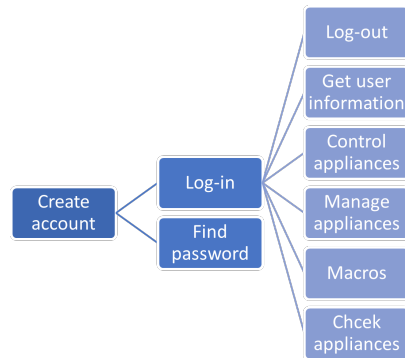 Create
account
Log-in
Find
password
Log-out
Get user
information
Control
appliances
Manage
appliances
Macros
Chcek
appliances